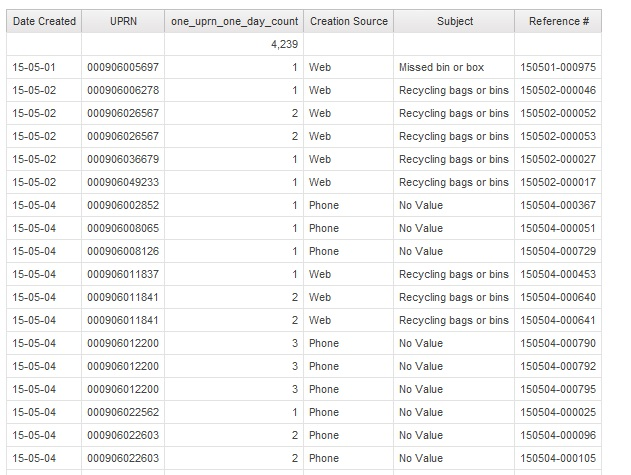 Date Created UPRN one_uprn_one_day_count Creation Source Subject Reference #
4,239
15-05-01 000906005697 1 Web Missed bin or box 150501-000975
15-05-02 000906006278 1 Web Recycling bags or bins 150502-000046
15-05-02 000906026567 2 Web Recycling bags or bins 150502-000052
15-05-02 000906026567 2 Web Recycling bags or bins 150502-000053
15-05-02 000906036679 1 Web Recycling bags or bins 150502-000027
15-05-02 000906049233 1 Web Recycling bags or bins 150502-000017
15-05-04 000906002852 1 Phone No Value 150504-000367
15-05-04 000906008065 1 Phone No Value 150504-000051
15-05-04 000906008126 1 Phone No Value 150504-000729
15-05-04 000906011837 1 Web Recycling bags or bins 150504-000453
15-05-04 000906011841 2 Web Recycling bags or bins 150504-000640
15-05-04 000906011841 2 Web Recycling bags or bins 150504-000641
15-05-04 000906012200 3 Phone No Value 150504-000790
15-05-04 000906012200 3 Phone No Value 150504-000792
15-05-04 000906012200 3 Phone No Value 150504-000795
15-05-04 000906022562 1 Phone No Value 150504-000025
15-05-04 000906022603 2 Phone No Value 150504-000096
15-05-04 000906022603 2 Phone No Value 150504-000105